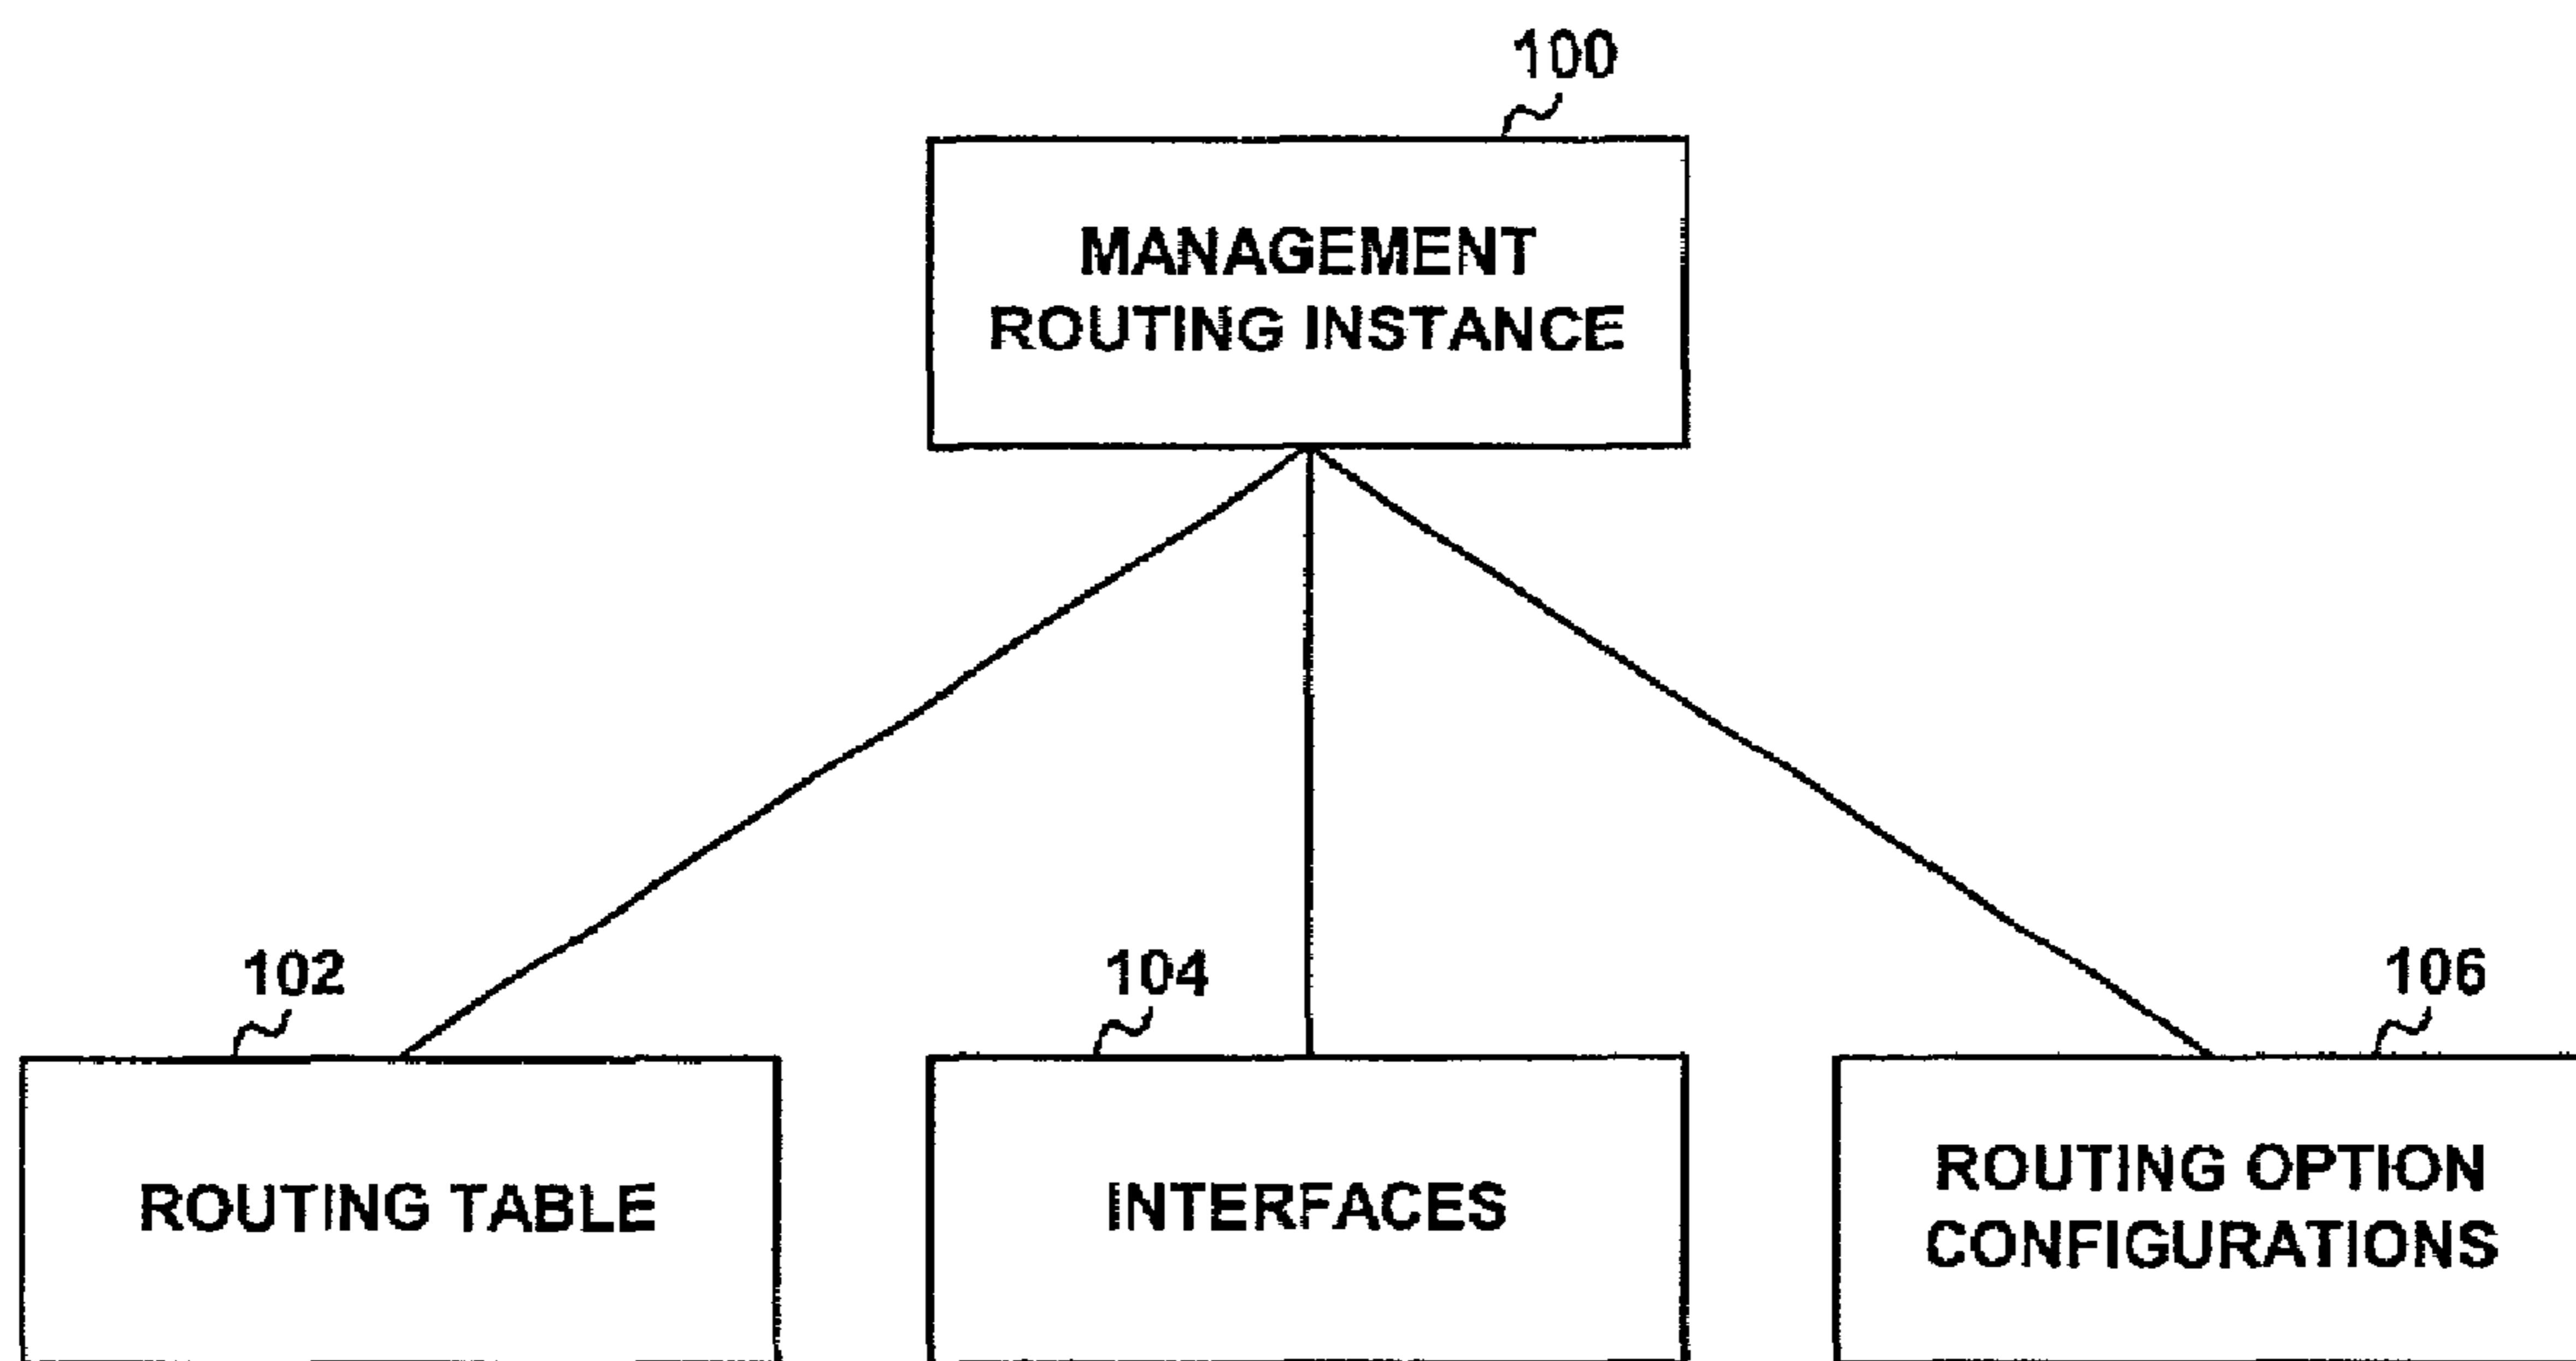 100
MANAGEMENT
ROUTING INSTANCE
102
104
106
ROUTING TABLE
INTERFACES
ROUTING OPTION
CONFIGURATIONS